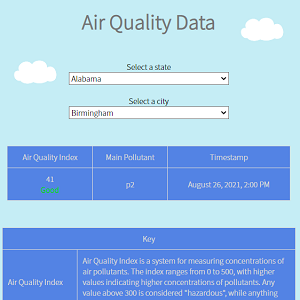 Air Quality Data
Select a state
Alabama
Select a city
Birmingham
Air Quality Index Main Pollutant Timestamp
41
p2 August 26, 2021, 2:00 PM
Key
Air Quality Index is a system for measuring concentrations of
air pollutants. The index ranges from 0 to 500, with higher
Air Quality Index values indicating higher concentrations of pollutants. Any
value above 300 is considered "hazardous", while anything